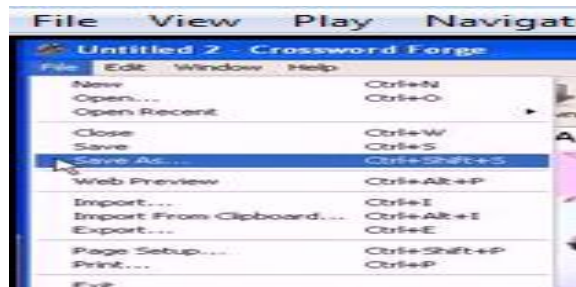 File View Play Navigat
Untitled 2 - Crossword Forge
File Edit Window Help
New Ctrl+N
Open... Ctrl+O
Open Recent
Close Ctrl+W
Save Ctrl+S
Save As... Ctrl+Shift+S
Web Preview Ctrl+Alt+P
Import... Ctrl+I
Import From Clipboard... Ctrl+Alt+I
Export... Ctrl+E
Page Setup... Ctrl+Shift+P
Print... Ctrl+P
Exit